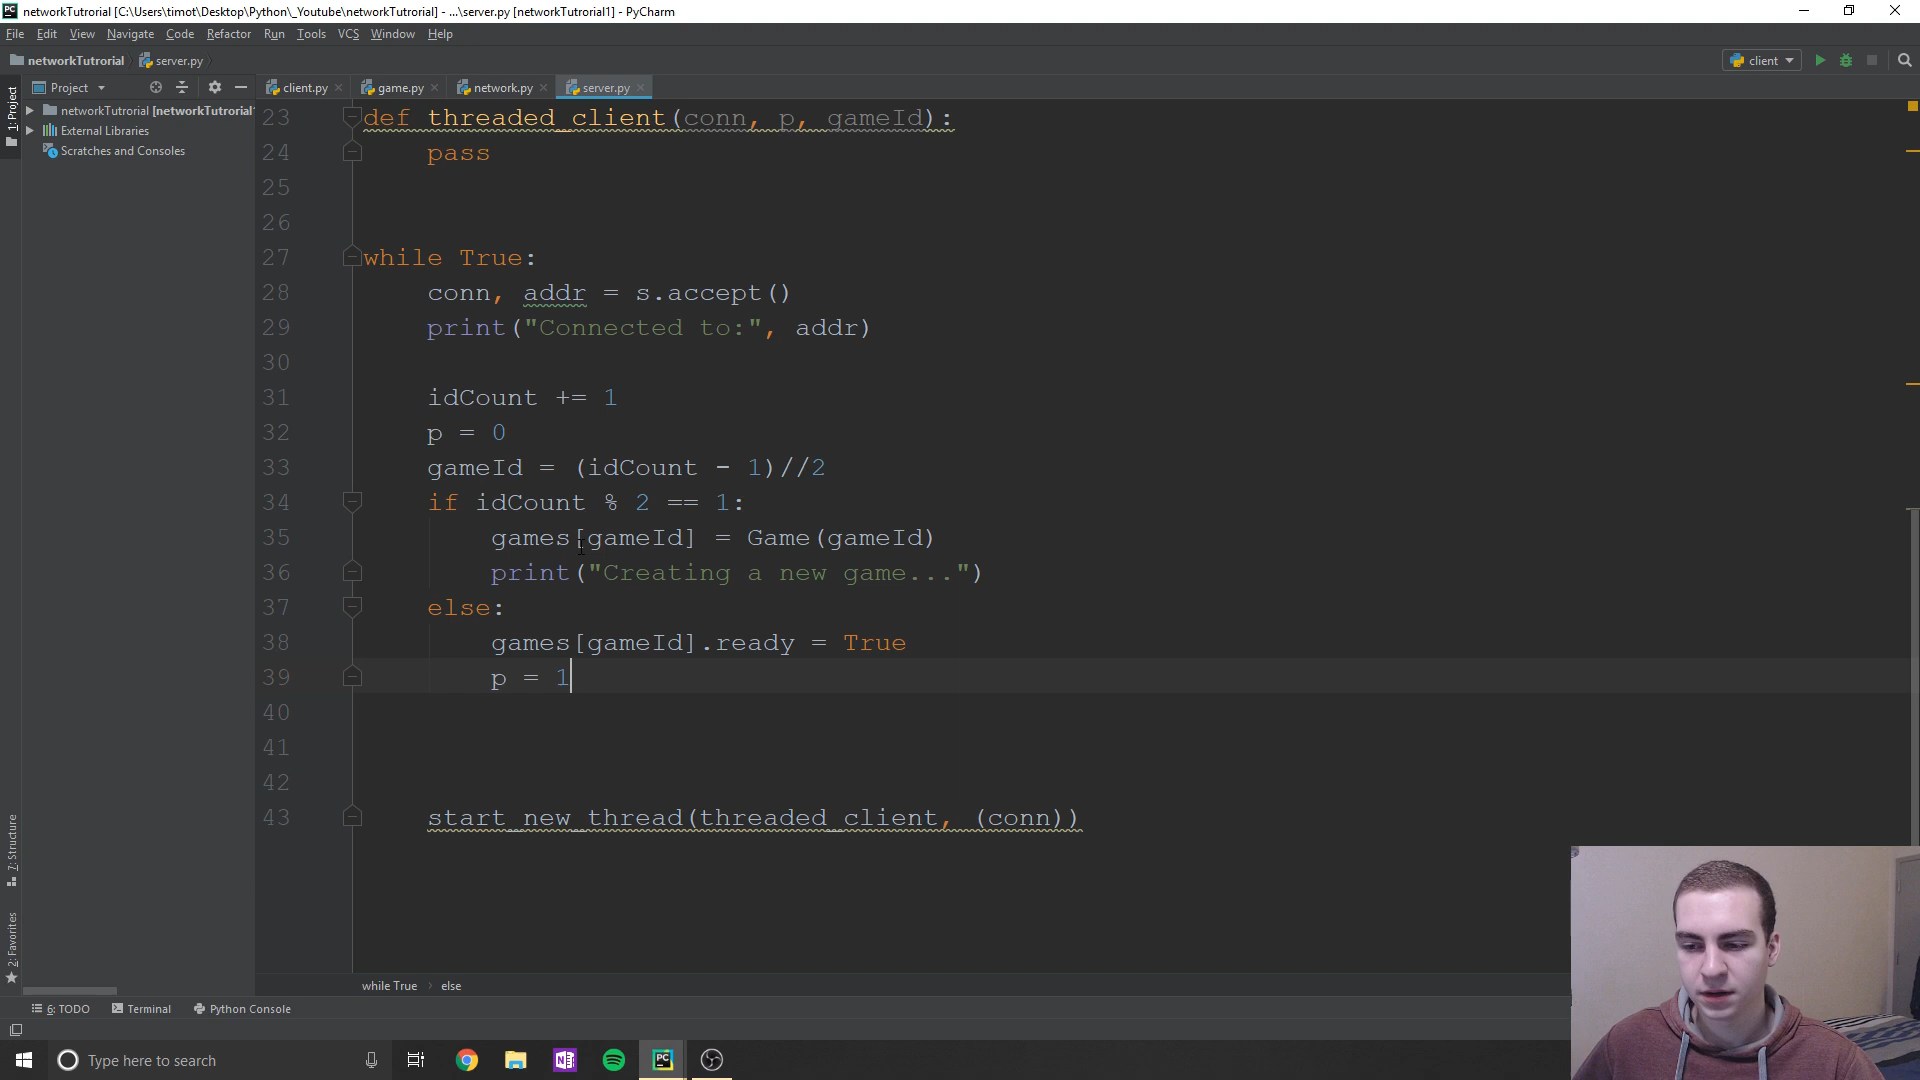 networkTutrorial [C:\Users\timot\Desktop\Python\_Youtube\networkTutrorial] - ...\server.py [networkTutrorial1] - PyCharm
File Edit View Navigate Code Refactor Run Tools VCS Window Help
networkTutrorial server.py client
Project client.py game.py network.py server.py
1: Project
networkTutrorial [networkTutrorial
External Libraries
Scratches and Consoles
23 def threaded_client(conn, p, gameId):
24 pass
25
26
27 while True:
28 conn, addr = s.accept()
29 print("Connected to:", addr)
30
31 idCount += 1
32 p = 0
33 gameId = (idCount - 1)//2
34 if idCount % 2 == 1:
35 games[gameId] = Game(gameId)
36 print("Creating a new game...")
37 else:
38 games[gameId].ready = True
39 p = 1
40
41
42
43 start_new_thread(threaded_client, (conn))
7: Structure
2: Favorites
while True else
6: TODO Terminal Python Console
Type here to search